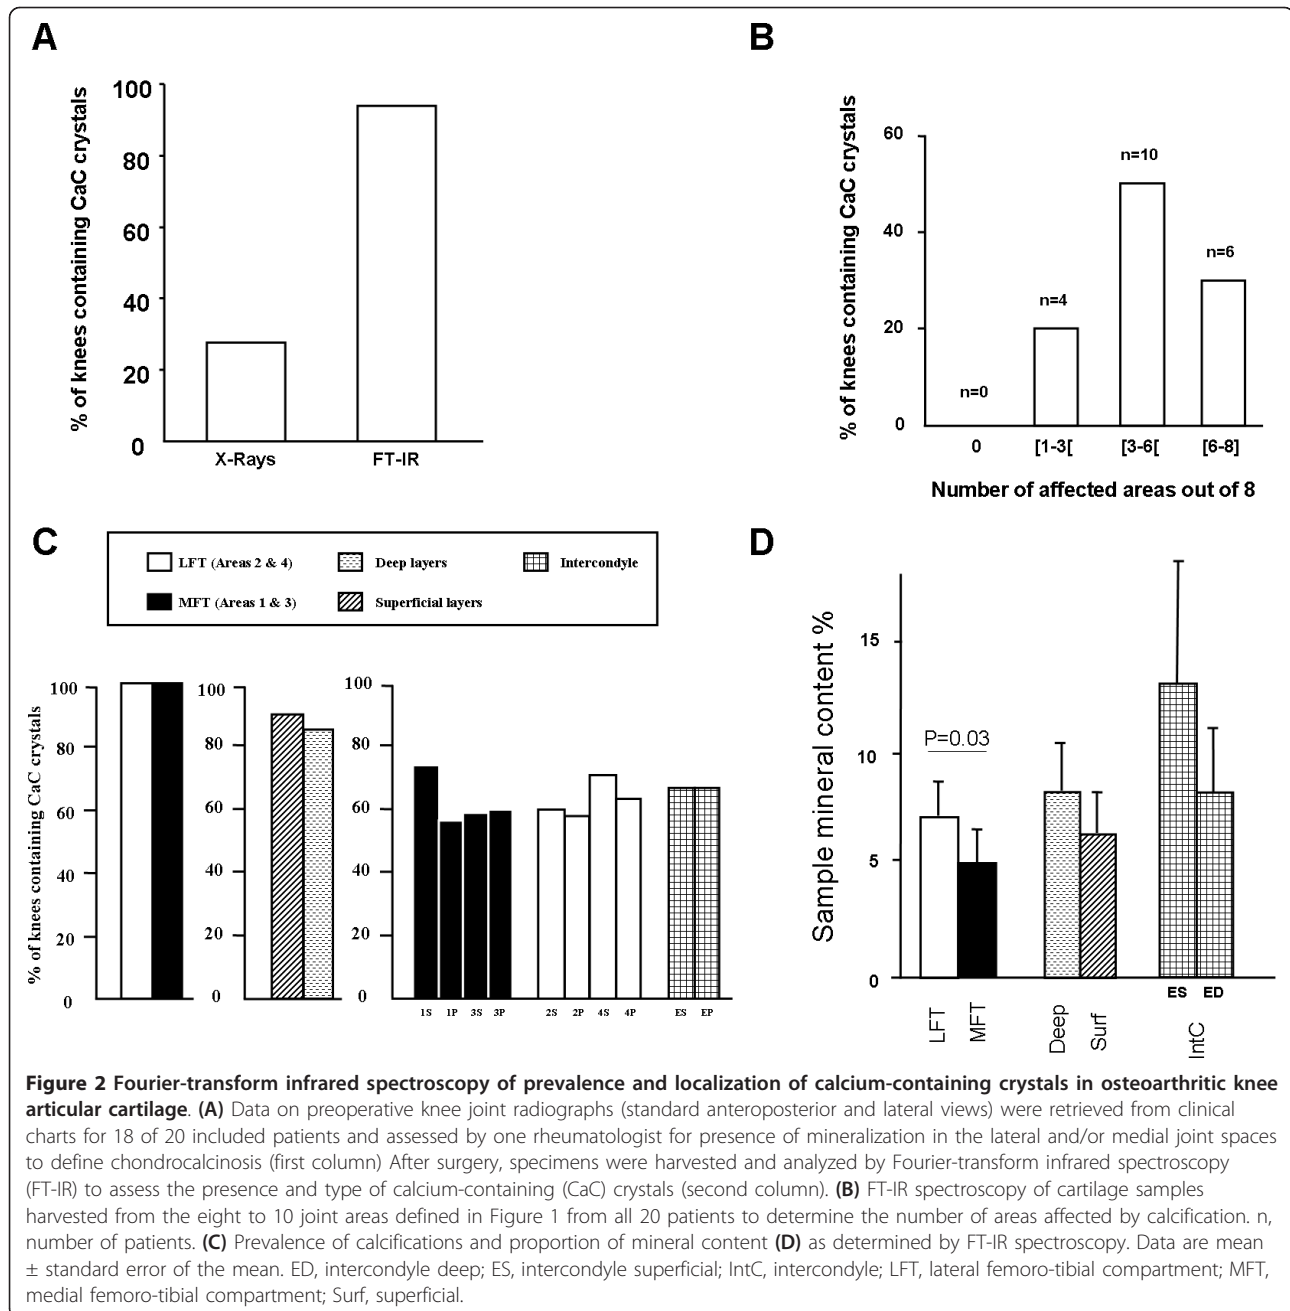 A
% of knees containing CaC crystals
100
80
60
40
20
0
X-Rays
FT-IR
B
% of knees containing CaC crystals
60
40
20
0
n=0
n=4
n=10
n=6
0
[1-3[
[3-6[
[6-8]
Number of affected areas out of 8
C
LFT (Areas 2 & 4)
Deep layers
Intercondyle
MFT (Areas 1 & 3)
Superficial layers
% of knees containing CaC crystals
100
80
60
40
20
0
100
80
60
40
20
0
100
80
60
40
20
0
1S 1P 3S 3P 2S 2P 4S 4P ES EP
D
Sample mineral content %
15
10
5
0
P=0.03
ES ED
LFT
MFT
Deep
Surf
IntC
Figure 2 Fourier-transform infrared spectroscopy of prevalence and localization of calcium-containing crystals in osteoarthritic knee
articular cartilage. (A) Data on preoperative knee joint radiographs (standard anteroposterior and lateral views) were retrieved from clinical
charts for 18 of 20 included patients and assessed by one rheumatologist for presence of mineralization in the lateral and/or medial joint spaces
to define chondrocalcinosis (first column) After surgery, specimens were harvested and analyzed by Fourier-transform infrared spectroscopy
(FT-IR) to assess the presence and type of calcium-containing (CaC) crystals (second column). (B) FT-IR spectroscopy of cartilage samples
harvested from the eight to 10 joint areas defined in Figure 1 from all 20 patients to determine the number of areas affected by calcification. n,
number of patients. (C) Prevalence of calcifications and proportion of mineral content (D) as determined by FT-IR spectroscopy. Data are mean
± standard error of the mean. ED, intercondyle deep; ES, intercondyle superficial; IntC, intercondyle; LFT, lateral femoro-tibial compartment; MFT,
medial femoro-tibial compartment; Surf, superficial.